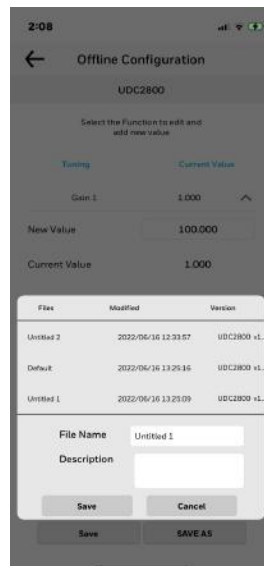 2:08
Offline Configuration
UDC2800
Select the Function to edit and
add new value
Tuning Current Value
Gain 1 1.000
New Value 100.000
Current Value 1.000
Files Modified Version
Untitled 2 2022/06/16 12:33:57 UDC2800 v1..
Default 2022/06/16 13:25:16 UDC2800 v1..
Untitled 1 2022/06/16 13:25:09 UDC2800 v1..
File Name Untitled 1
Description
Save Cancel
Save SAVE AS